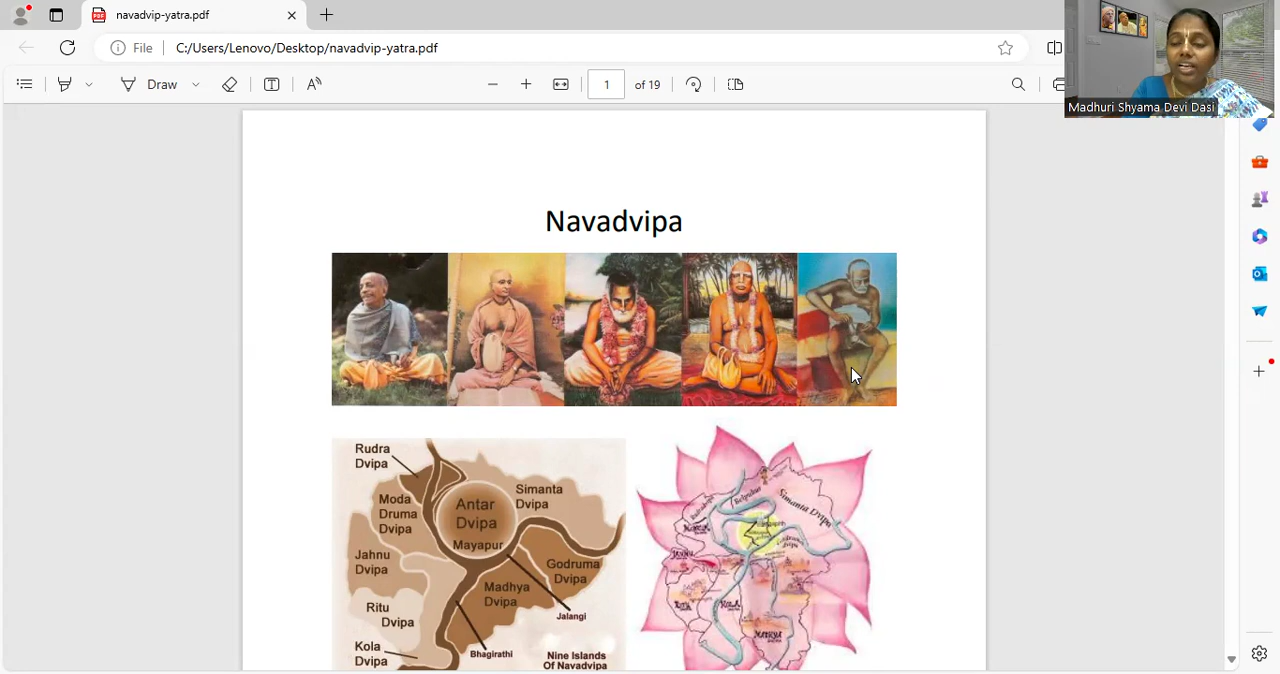 navadvip-yatra.pdf
File
C:/Users/Lenovo/Desktop/navadvip-yatra.pdf
Draw
1
of 19
Madhuri Shyama Devi Dasi
Navadvipa
Rudra
Dvipa
Moda
Druma
Dvipa
Antar
Dvipa
Mayapur
Simanta
Dvipa
Jahnu
Dvipa
Godruma
Dvipa
Madhya
Dvipa
Ritu
Dvipa
Jalangi
Kola
Dvipa
Bhagirathi
Nine Islands
Of Navadvipa
Simanta Dvipa